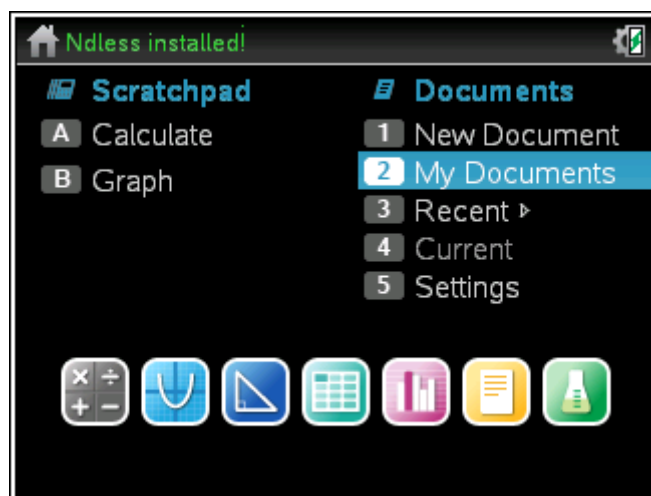 Ndless installed!
Scratchpad
A Calculate
B Graph
Documents
1 New Document
2 My Documents
3 Recent ▹
4 Current
5 Settings